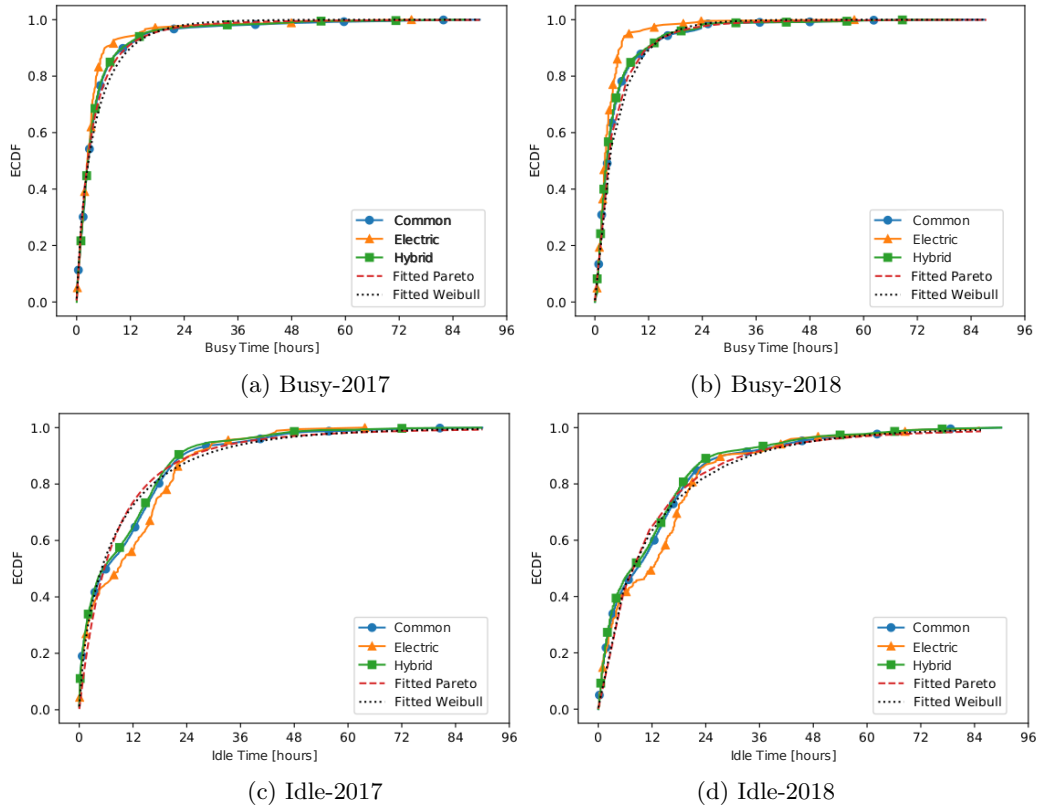 1.0
0.8
0.6
0.4
0.2
0.0
ECDF
Common
Electric
Hybrid
Fitted Pareto
Fitted Weibull
0 12 24 36 48 60 72 84 96
Busy Time [hours]
(a) Busy-2017
1.0
0.8
0.6
0.4
0.2
0.0
ECDF
Common
Electric
Hybrid
Fitted Pareto
Fitted Weibull
0 12 24 36 48 60 72 84 96
Busy Time [hours]
(b) Busy-2018
1.0
0.8
0.6
0.4
0.2
0.0
ECDF
Common
Electric
Hybrid
Fitted Pareto
Fitted Weibull
0 12 24 36 48 60 72 84 96
Idle Time [hours]
(c) Idle-2017
1.0
0.8
0.6
0.4
0.2
0.0
ECDF
Common
Electric
Hybrid
Fitted Pareto
Fitted Weibull
0 12 24 36 48 60 72 84 96
Idle Time [hours]
(d) Idle-2018